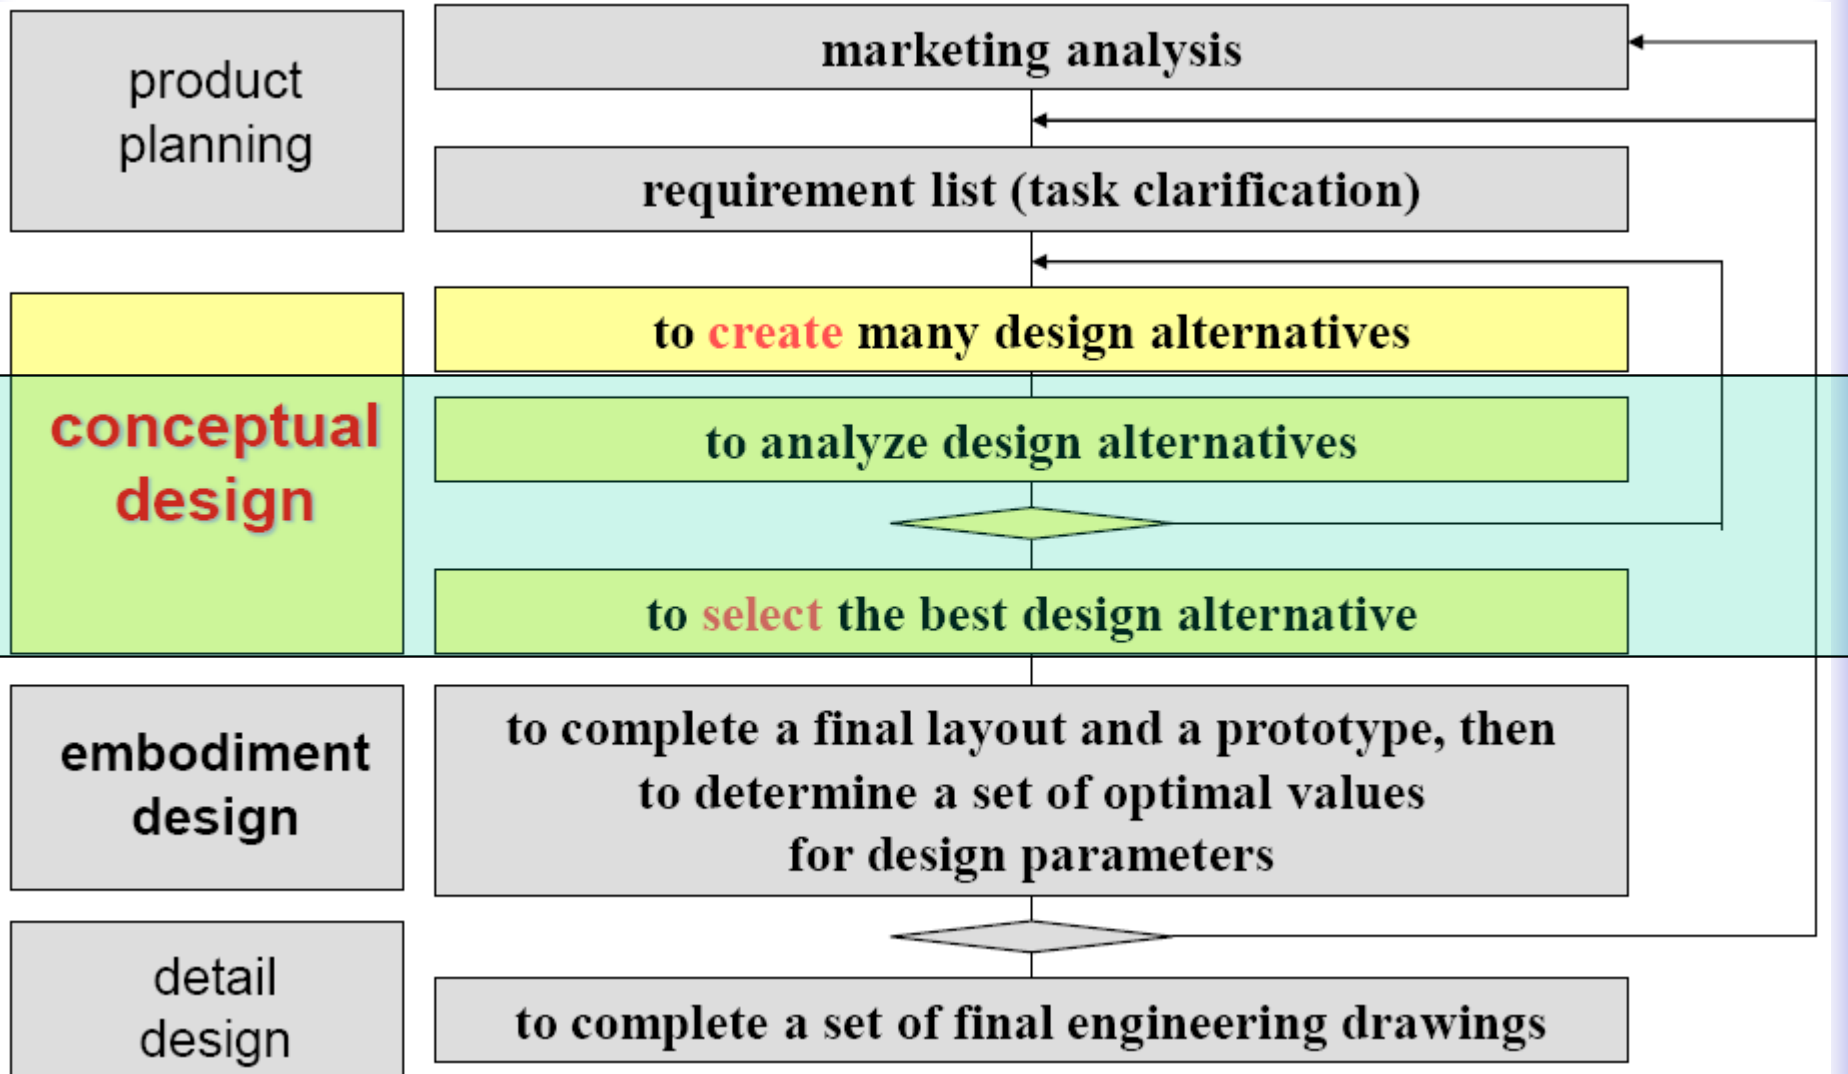 product
planning
marketing analysis
requirement list (task clarification)
conceptual
design
to create many design alternatives
to analyze design alternatives
to select the best design alternative
embodiment
design
to complete a final layout and a prototype, then
to determine a set of optimal values
for design parameters
detail
design
to complete a set of final engineering drawings